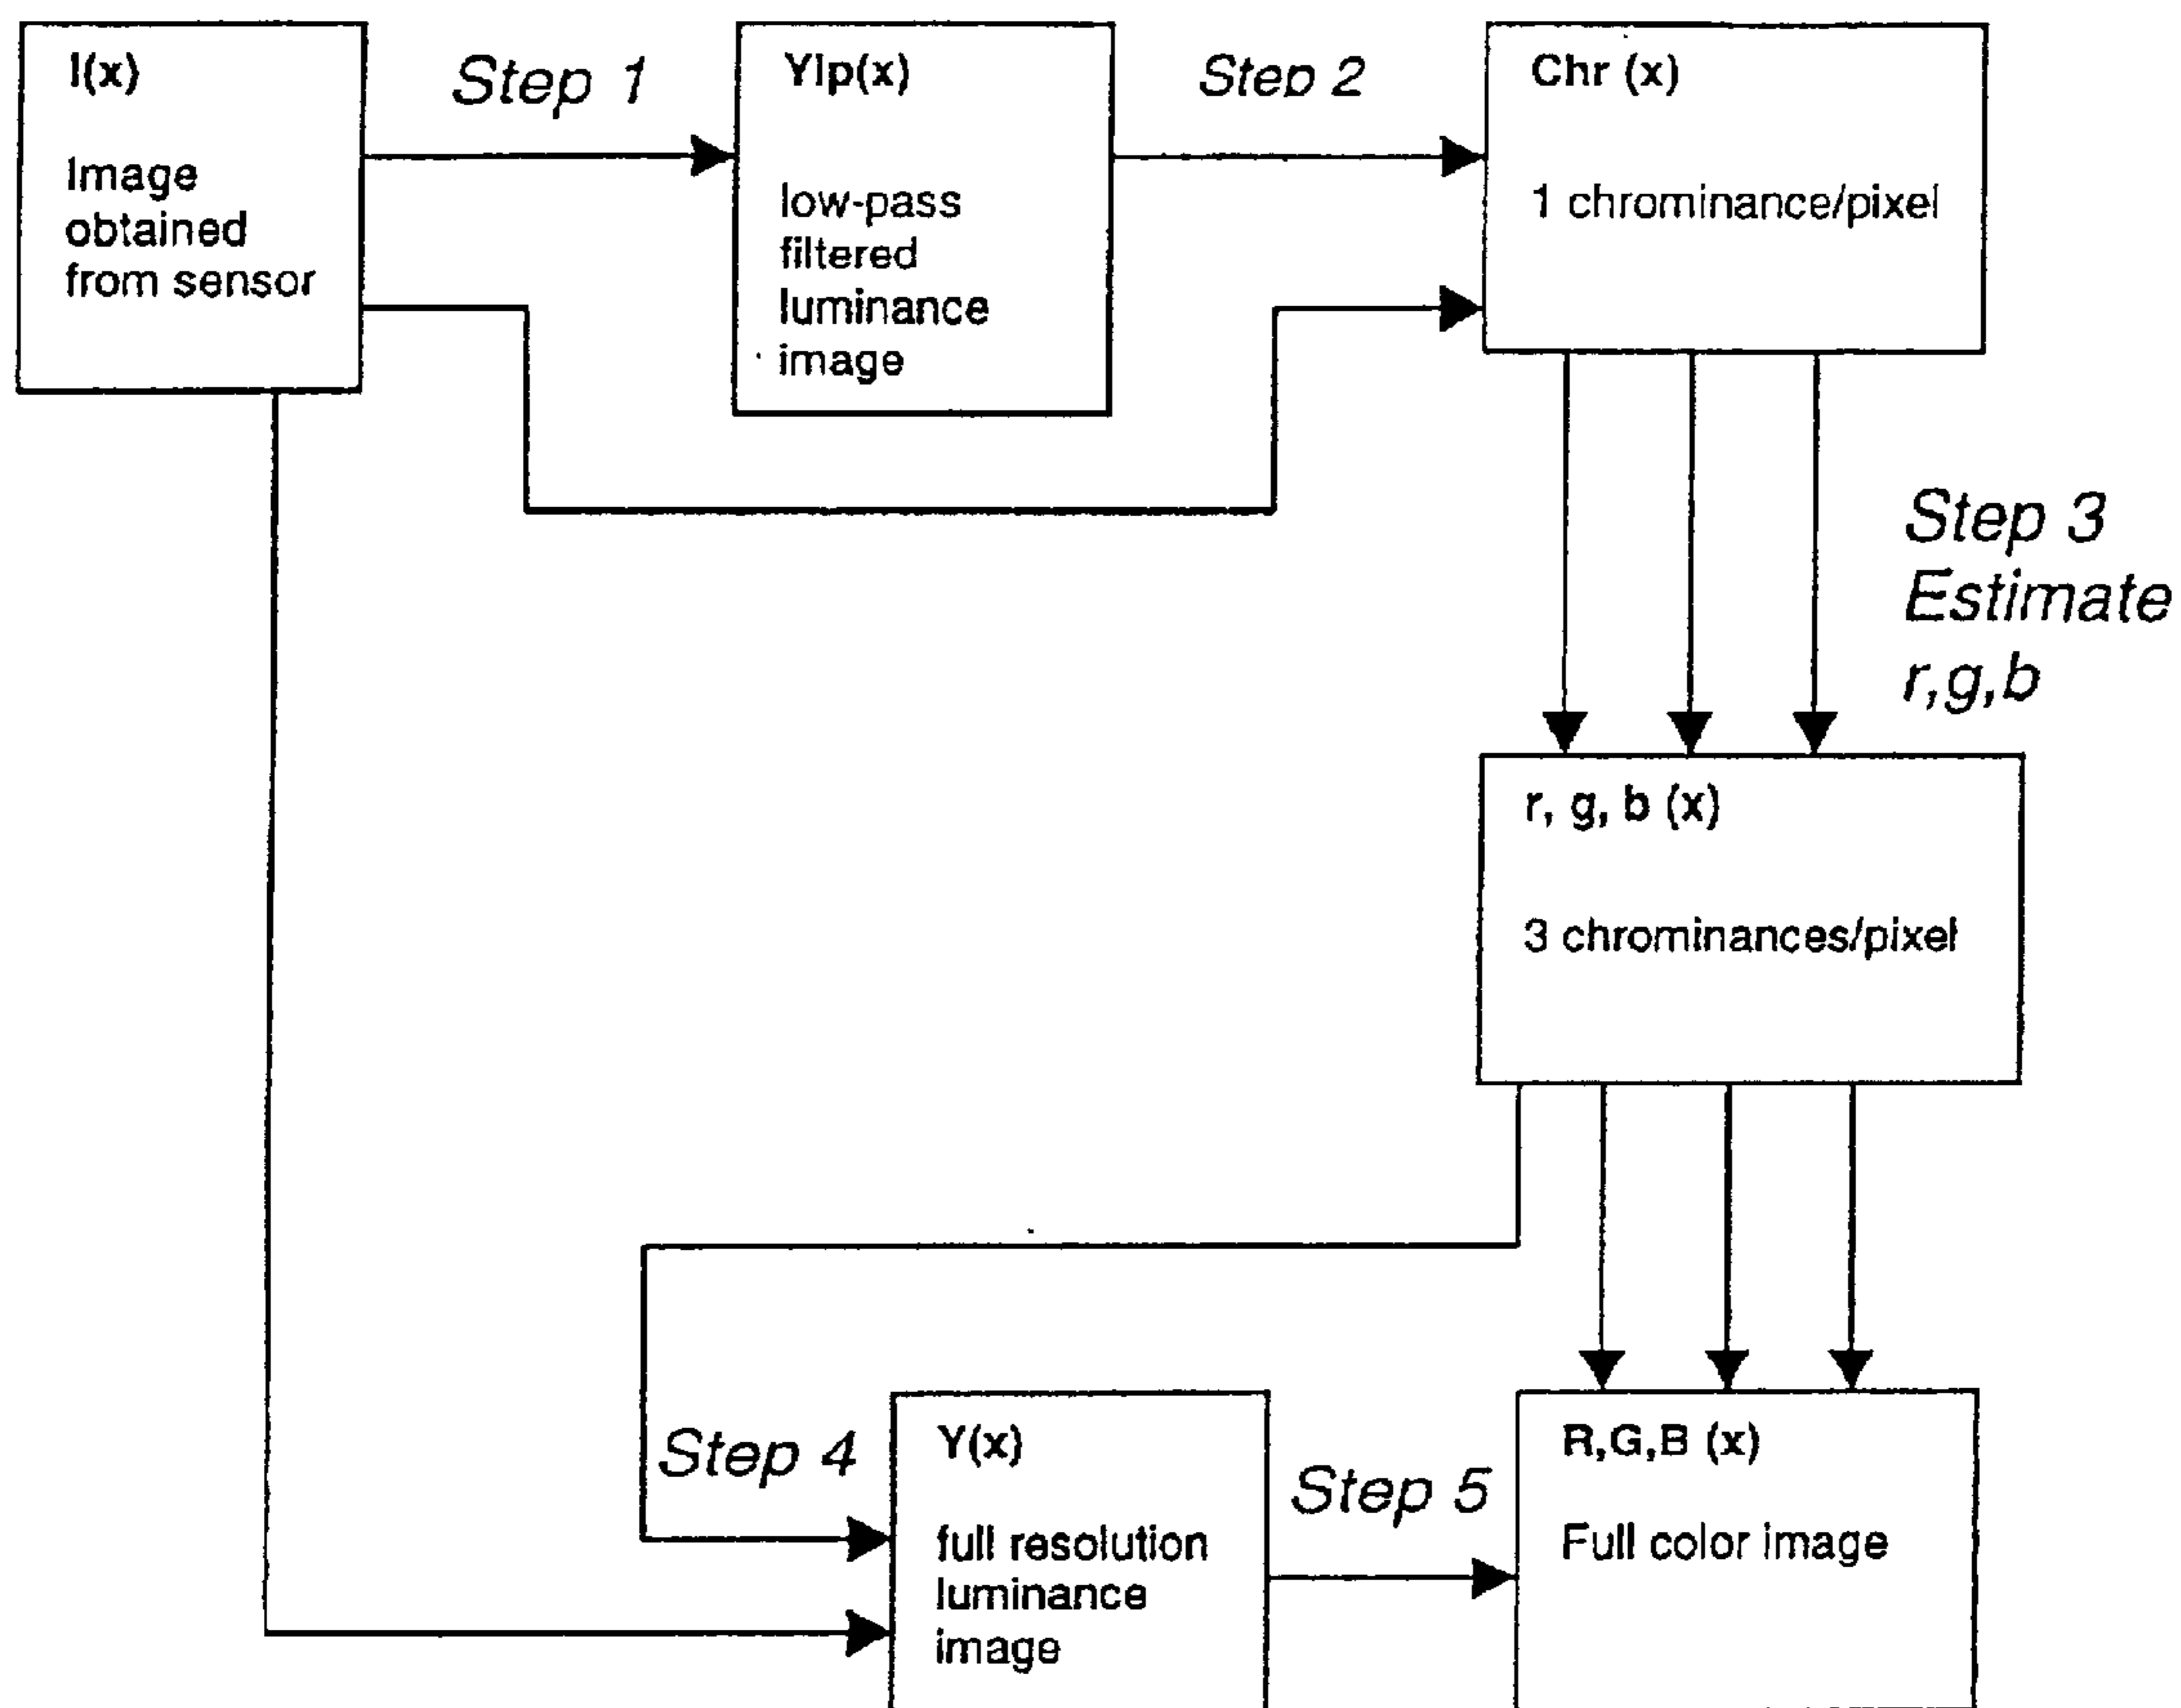 I(x)
Image
obtained
from sensor
Step 1
Ylp(x)
low-pass
filtered
luminance
image
Step 2
Chr (x)
1 chrominance/pixel
Step 3
Estimate
r,g,b
r, g, b (x)
3 chrominances/pixel
Step 4
Y(x)
full resolution
luminance
image
Step 5
R,G,B (x)
Full color image